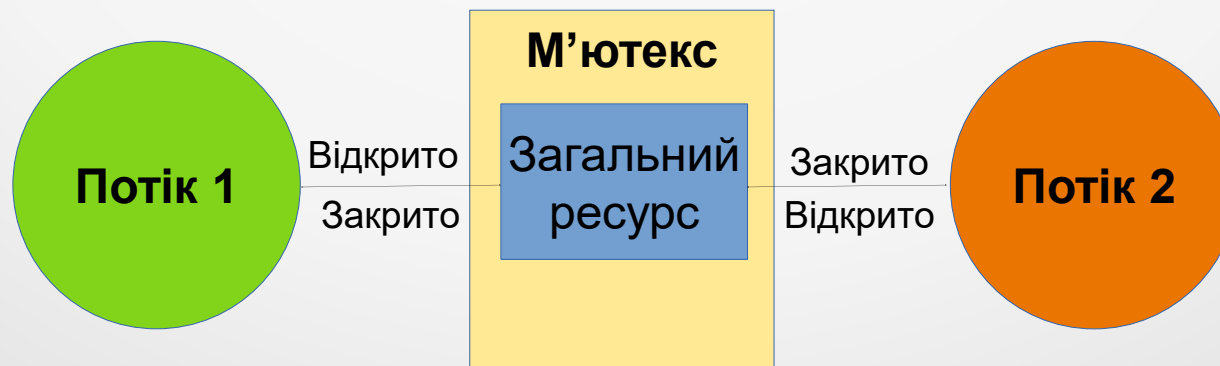 М’ютекс
Потік 1
Відкрито
Закрито
Загальний
ресурс
Закрито
Відкрито
Потік 2